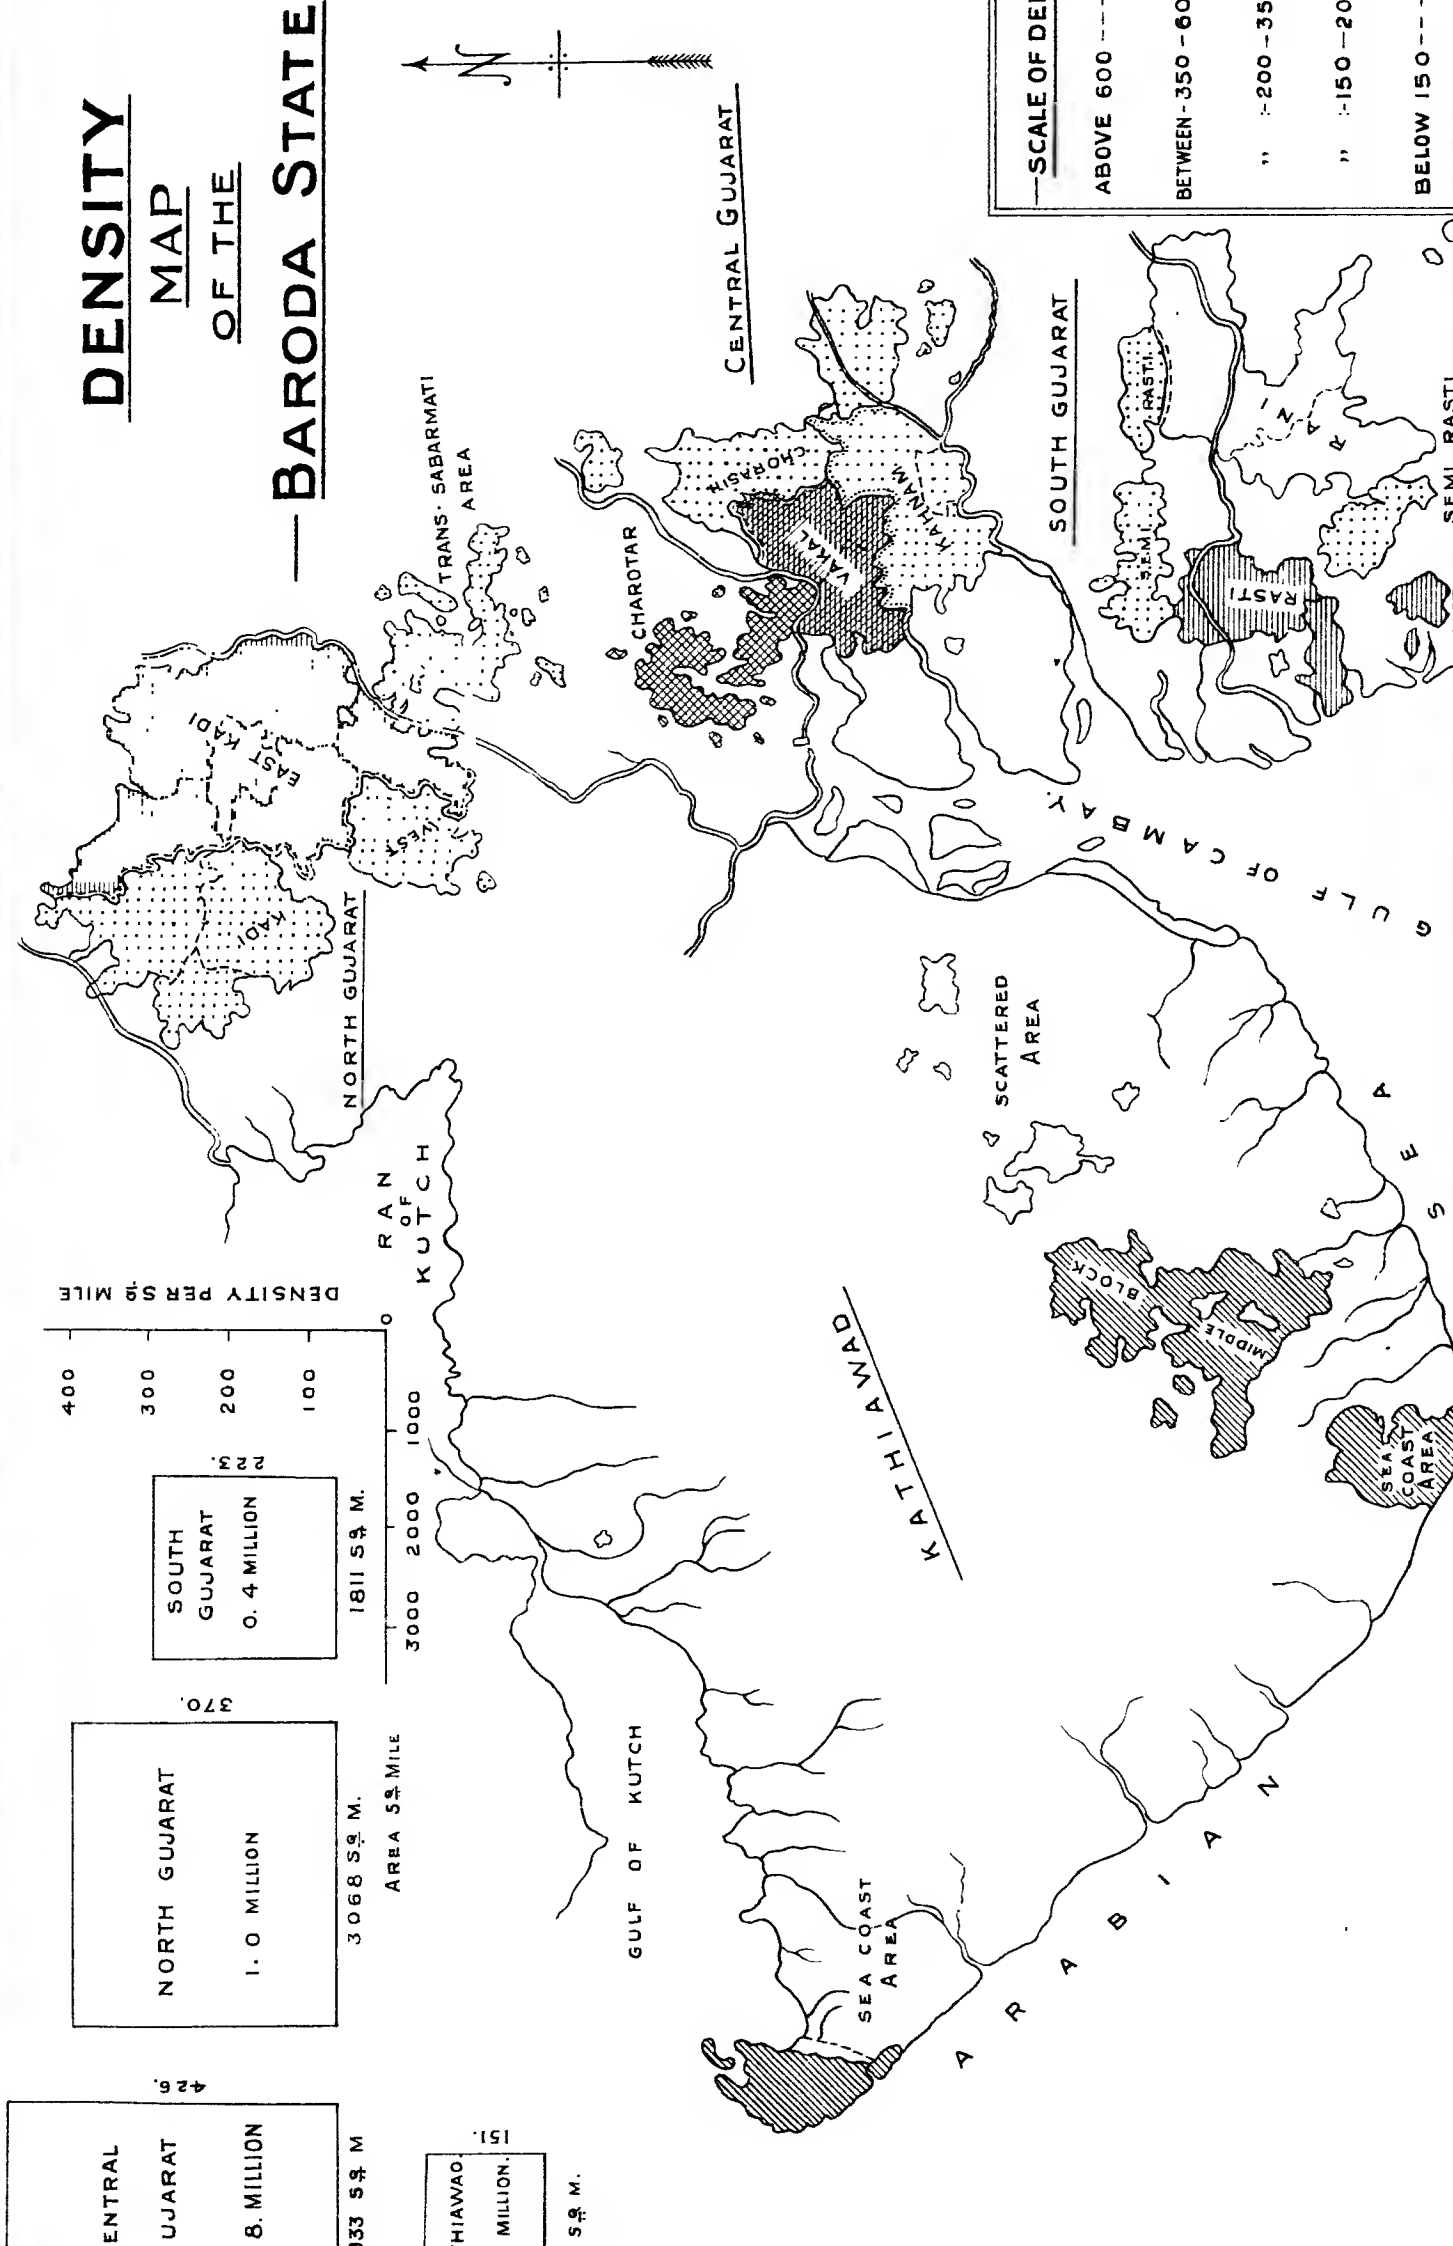 DENSITY
MAP
OF THE
BARODA STATE
N
SCALE OF
ABOVE 600
BETWEEN-350-60
,, :-200-35
,, :-150-20
BELOW 150
CENTRAL GUJARAT
SOUTH GUJARAT
NORTH GUJARAT
KATHIAWAD
TRANS-SABARMATI
AREA
EAST KADI
WEST
KADI
CHAROTAR
CHORASHI
VAKAL
KAHNAM
SEMI
RASTI
RASTI
RANI
SEMI RASTI
GULF OF CAMBAY.
RAN
OF
KUTCH
SCATTERED
AREA
MIDDLE
BLOCK
SEA
COAST
AREA
GULF OF KUTCH
SEA COAST
AREA
ARABIAN
SEA
DENSITY PER SQ MILE
400
300
200
100
0
1000
2000
3000
AREA SQ MILE
SOUTH
GUJARAT
0.4 MILLION
223.
1811 SQ M.
NORTH GUJARAT
1.0 MILLION
370.
3068 SQ M.
ENTRAL
UJARAT
8. MILLION
426.
933 SQ M
THIAWAD.
MILLION.
151.
SQ M.